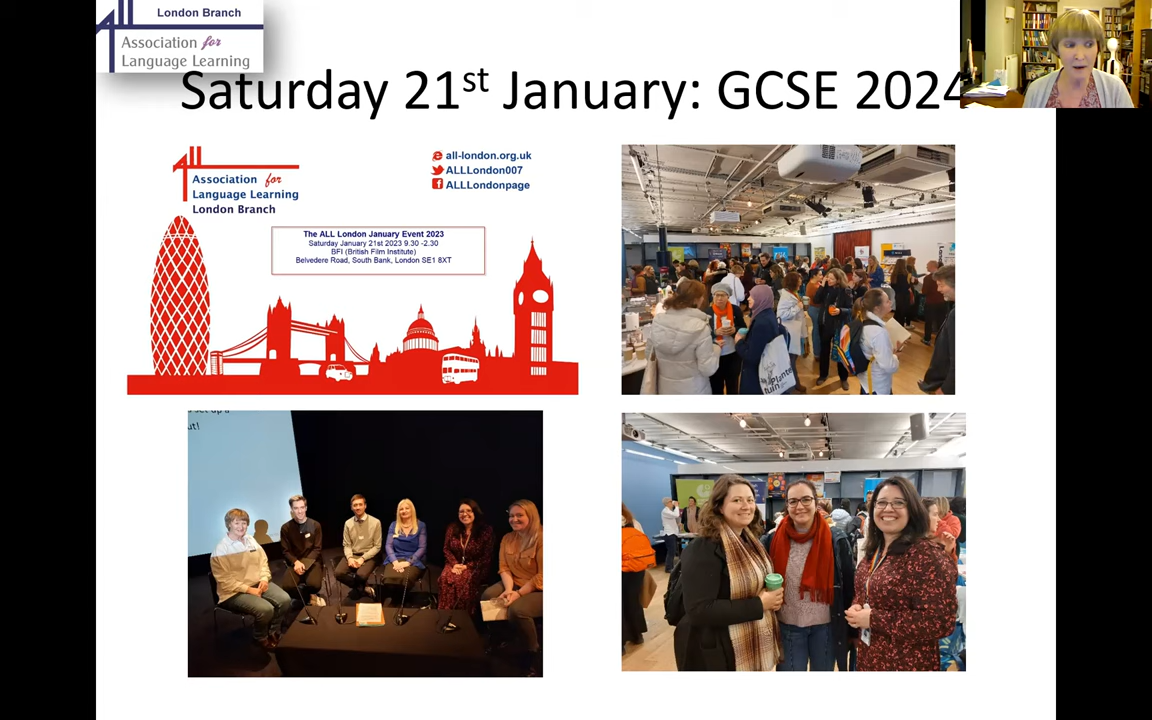 London Branch
Association for
Language Learning
Saturday 21st January: GCSE 2024
Association for
Language Learning
London Branch
all-london.org.uk
ALLLondon007
ALLLondonpage
The ALL London January Event 2023
Saturday January 21st 2023 9.30 -2.30
BFI (British Film Institute)
Belvedere Road, South Bank, London SE1 8XT
ut!